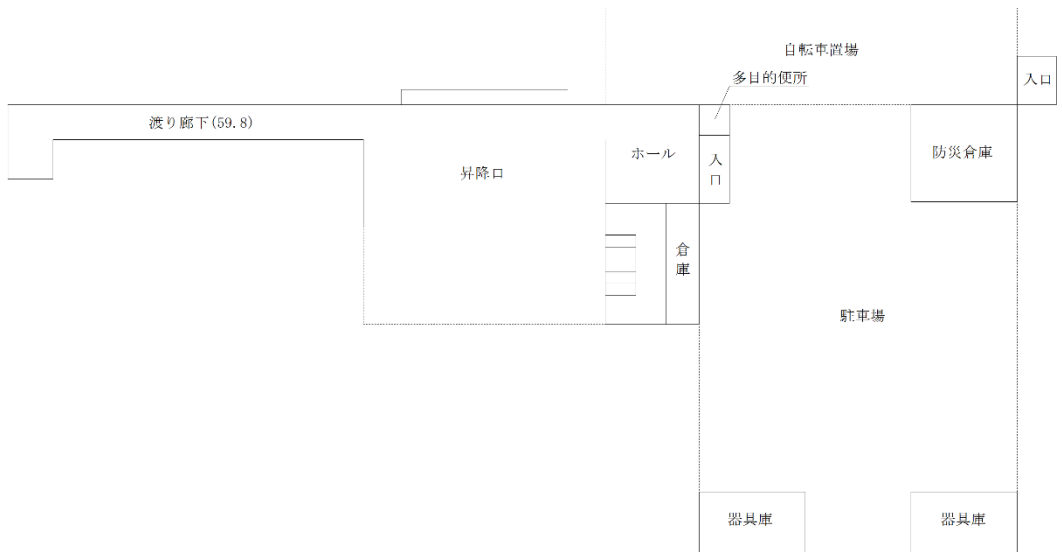 自転車置場
多目的便所
入口
渡り廊下(59.8)
昇降口
ホール
入口
防災倉庫
倉庫
駐車場
器具庫
器具庫